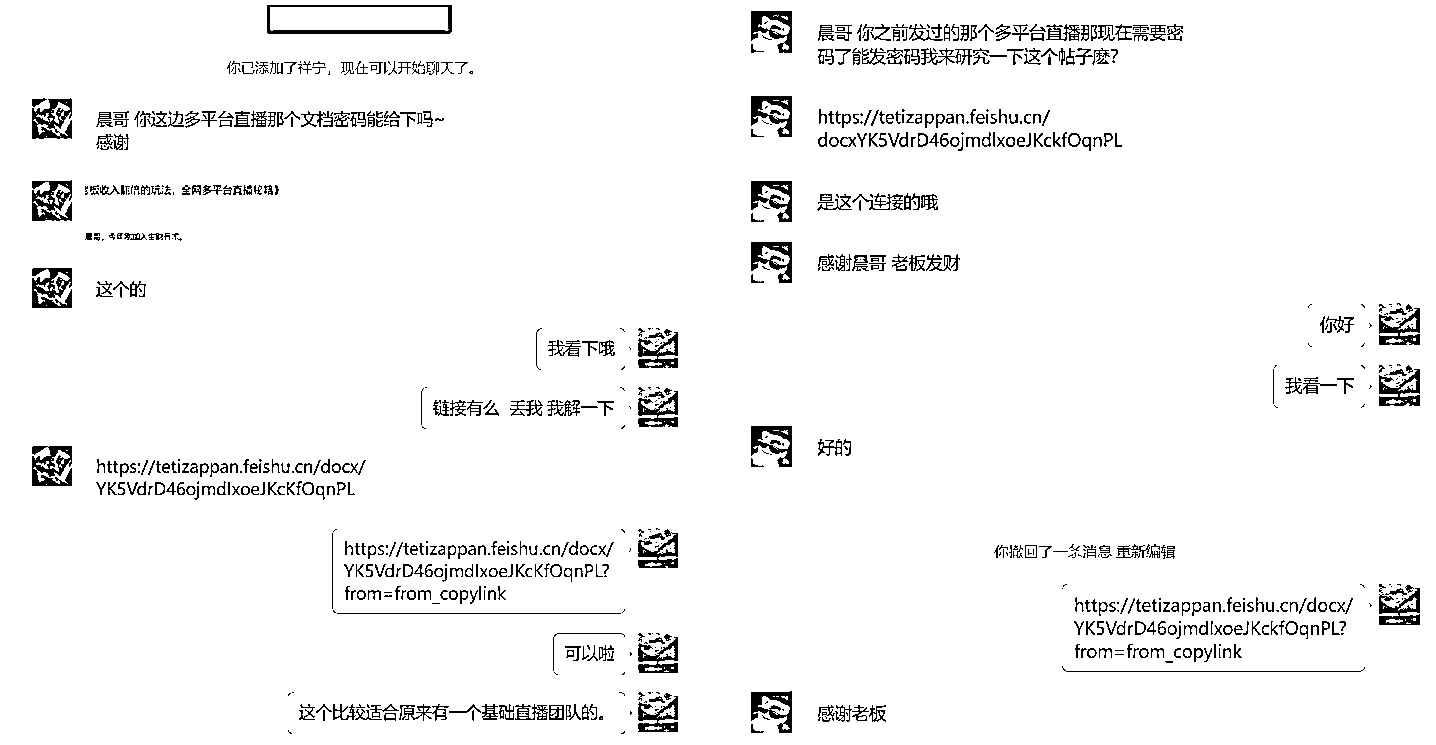 你已添加了祥宁，现在可以开始聊天了。
晨哥 你这边多平台直播那个文档密码能给下吗~
感谢
板收入翻倍的玩法，全网多平台直播秘籍》
这个的
我看下哦
链接有么  丢我 我解一下
https://tetizappan.feishu.cn/docx/
YK5VdrD46ojmdlxoeJKcKfOqnPL
https://tetizappan.feishu.cn/docx/
YK5VdrD46ojmdlxoeJKcKfOqnPL?
from=from_copylink
可以啦
这个比较适合原来有一个基础直播团队的。
晨哥 你之前发过的那个多平台直播那现在需要密
码了能发密码我来研究一下这个帖子麽？
https://tetizappan.feishu.cn/
docxYK5VdrD46ojmdlxoeJKckfOqnPL
是这个连接的哦
感谢晨哥 老板发财
你好
我看一下
好的
你撤回了一条消息 重新编辑
https://tetizappan.feishu.cn/docx/
YK5VdrD46ojmdlxoeJKckfOqnPL?
from=from_copylink
感谢老板